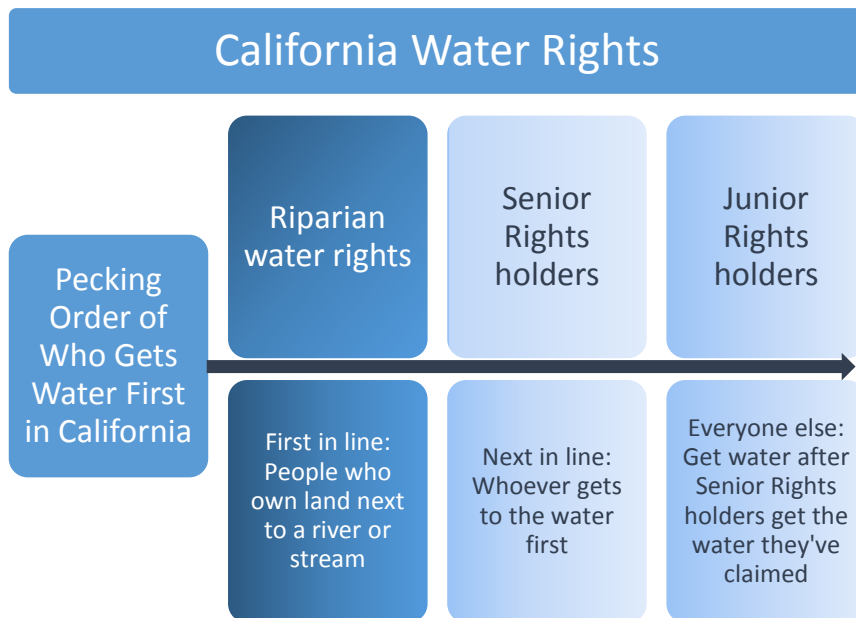 California Water Rights
Pecking
Order of
Who Gets
Water First
in California
Riparian
water rights
Senior
Rights
holders
Junior
Rights
holders
First in line:
People who
own land next
to a river or
stream
Next in line:
Whoever gets
to the water
first
Everyone else:
Get water after
Senior Rights
holders get the
water they've
claimed